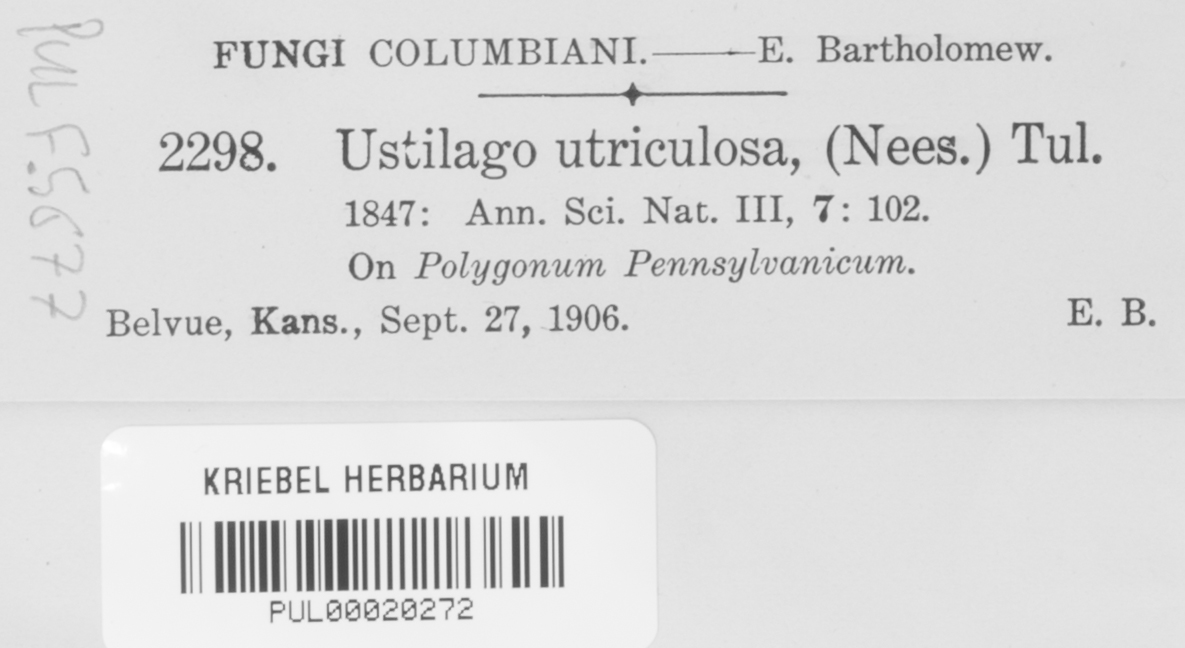 FUNGI COLUMBIANI.——E. Bartholomew.
2298. Ustilago utriculosa, (Nees.) Tul.
1847: Ann. Sci. Nat. III, 7: 102.
On Polygonum Pennsylvanicum.
Belvue, Kans., Sept. 27, 1906. E. B.
PUL F5677
KRIEBEL HERBARIUM
PUL00020272